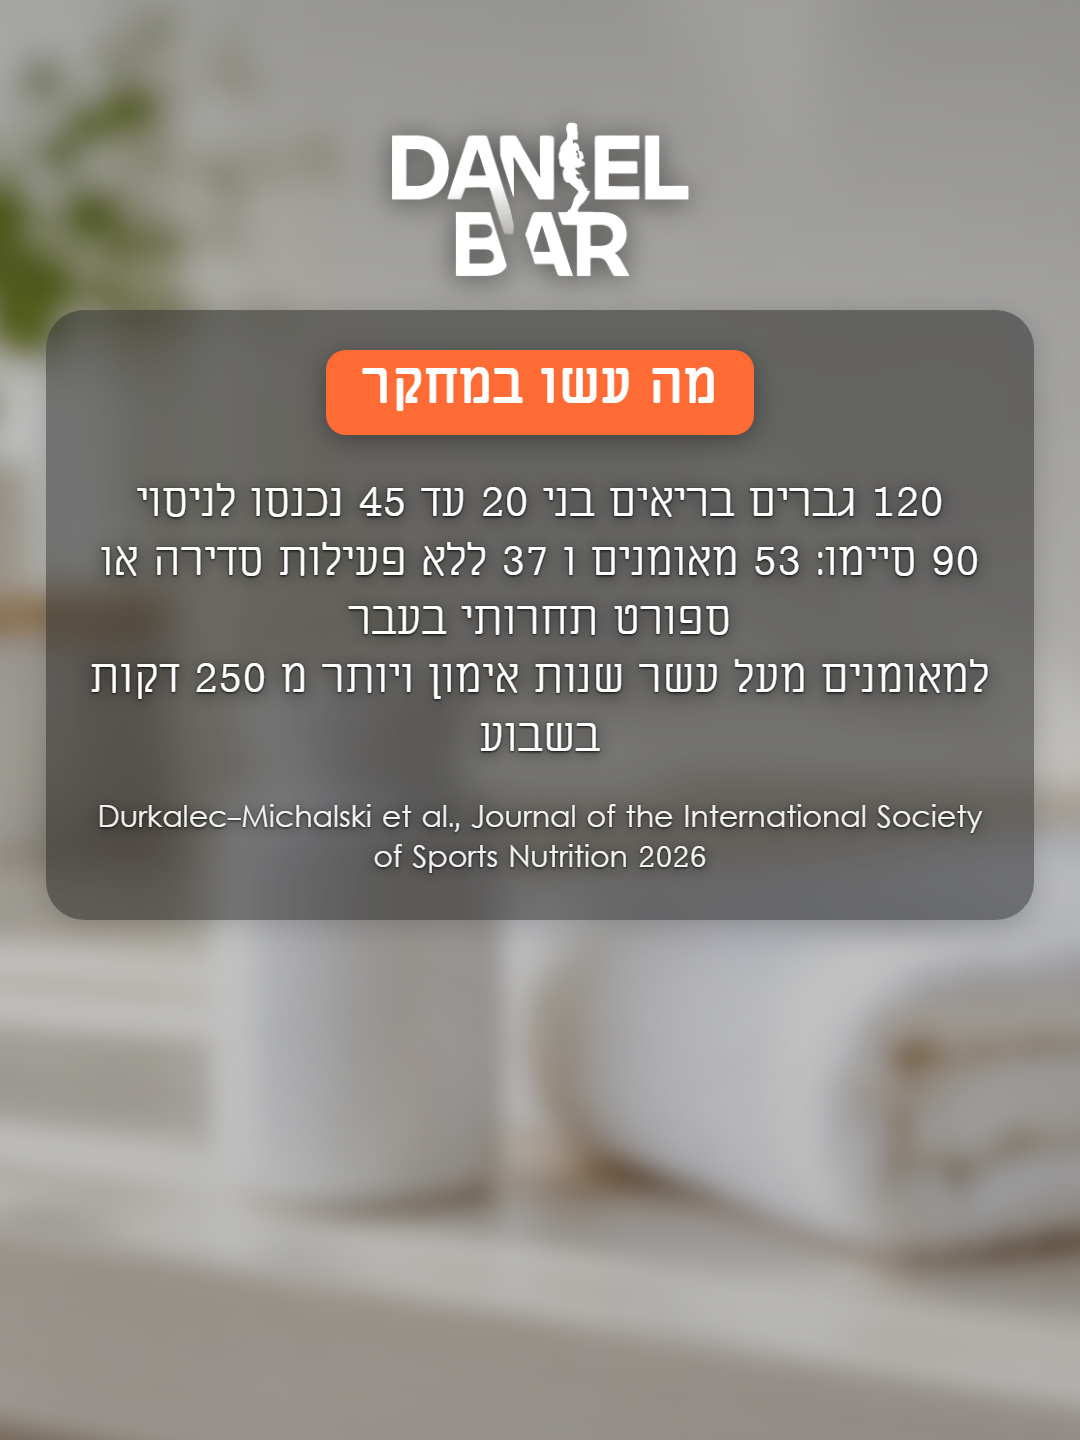 DANIEL
BAR
מה עשו במחקר
120 גברים בריאים בני 20 עד 45 נכנסו לניסוי
90 סיימו: 53 מאומנים ו 37 ללא פעילות סדירה או
ספורט תחרותי בעבר
למאומנים מעל עשר שנות אימון ויותר מ 250 דקות
בשבוע
Durkalec-Michalski et al., Journal of the International Society
of Sports Nutrition 2026